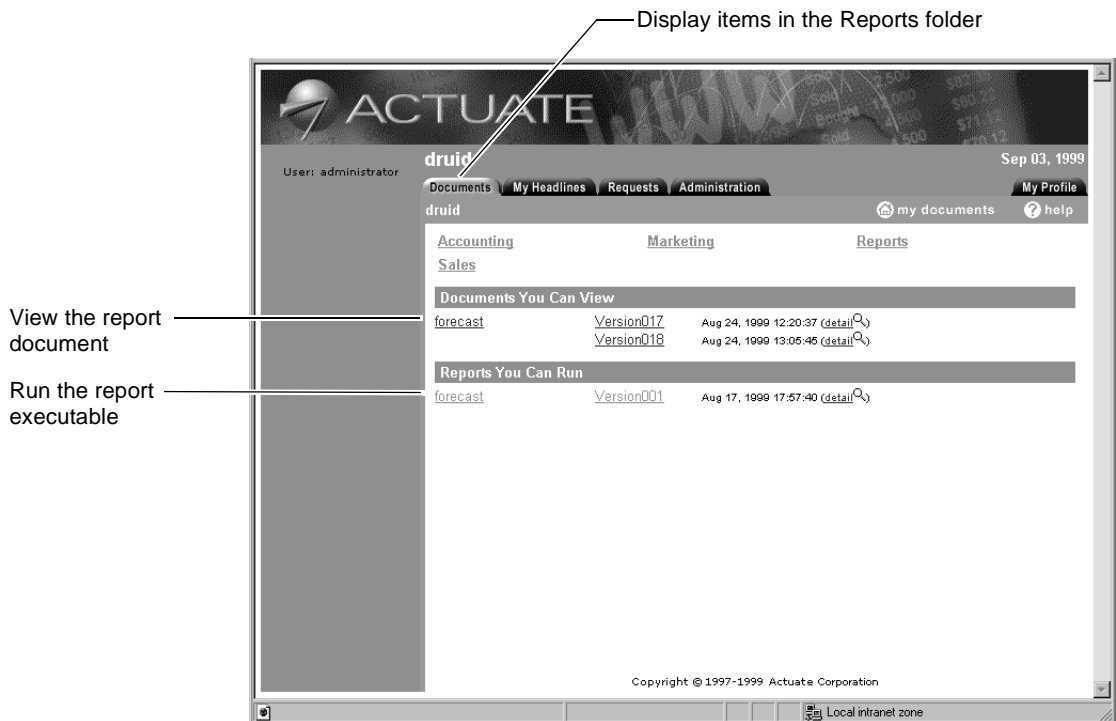 Display items in the Reports folder
ACTUATE
User: administrator
druid
Sep 03, 1999
Documents My Headlines Requests Administration My Profile
druid my documents help
Accounting Marketing Reports
Sales
Documents You Can View
View the report
document
forecast Version017 Aug 24, 1999 12:20:37 (detail)
Version018 Aug 24, 1999 13:05:45 (detail)
Run the report
executable
Reports You Can Run
forecast Version001 Aug 17, 1999 17:57:40 (detail)
Copyright © 1997-1999 Actuate Corporation
Local intranet zone